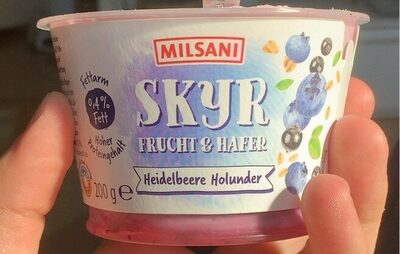 MILSANI
SKYR
FRUCHT & HAFER
Heidelbeere Holunder
Fettarm
0,4%
Fett
Hoher
Proteingehalt
200 g e